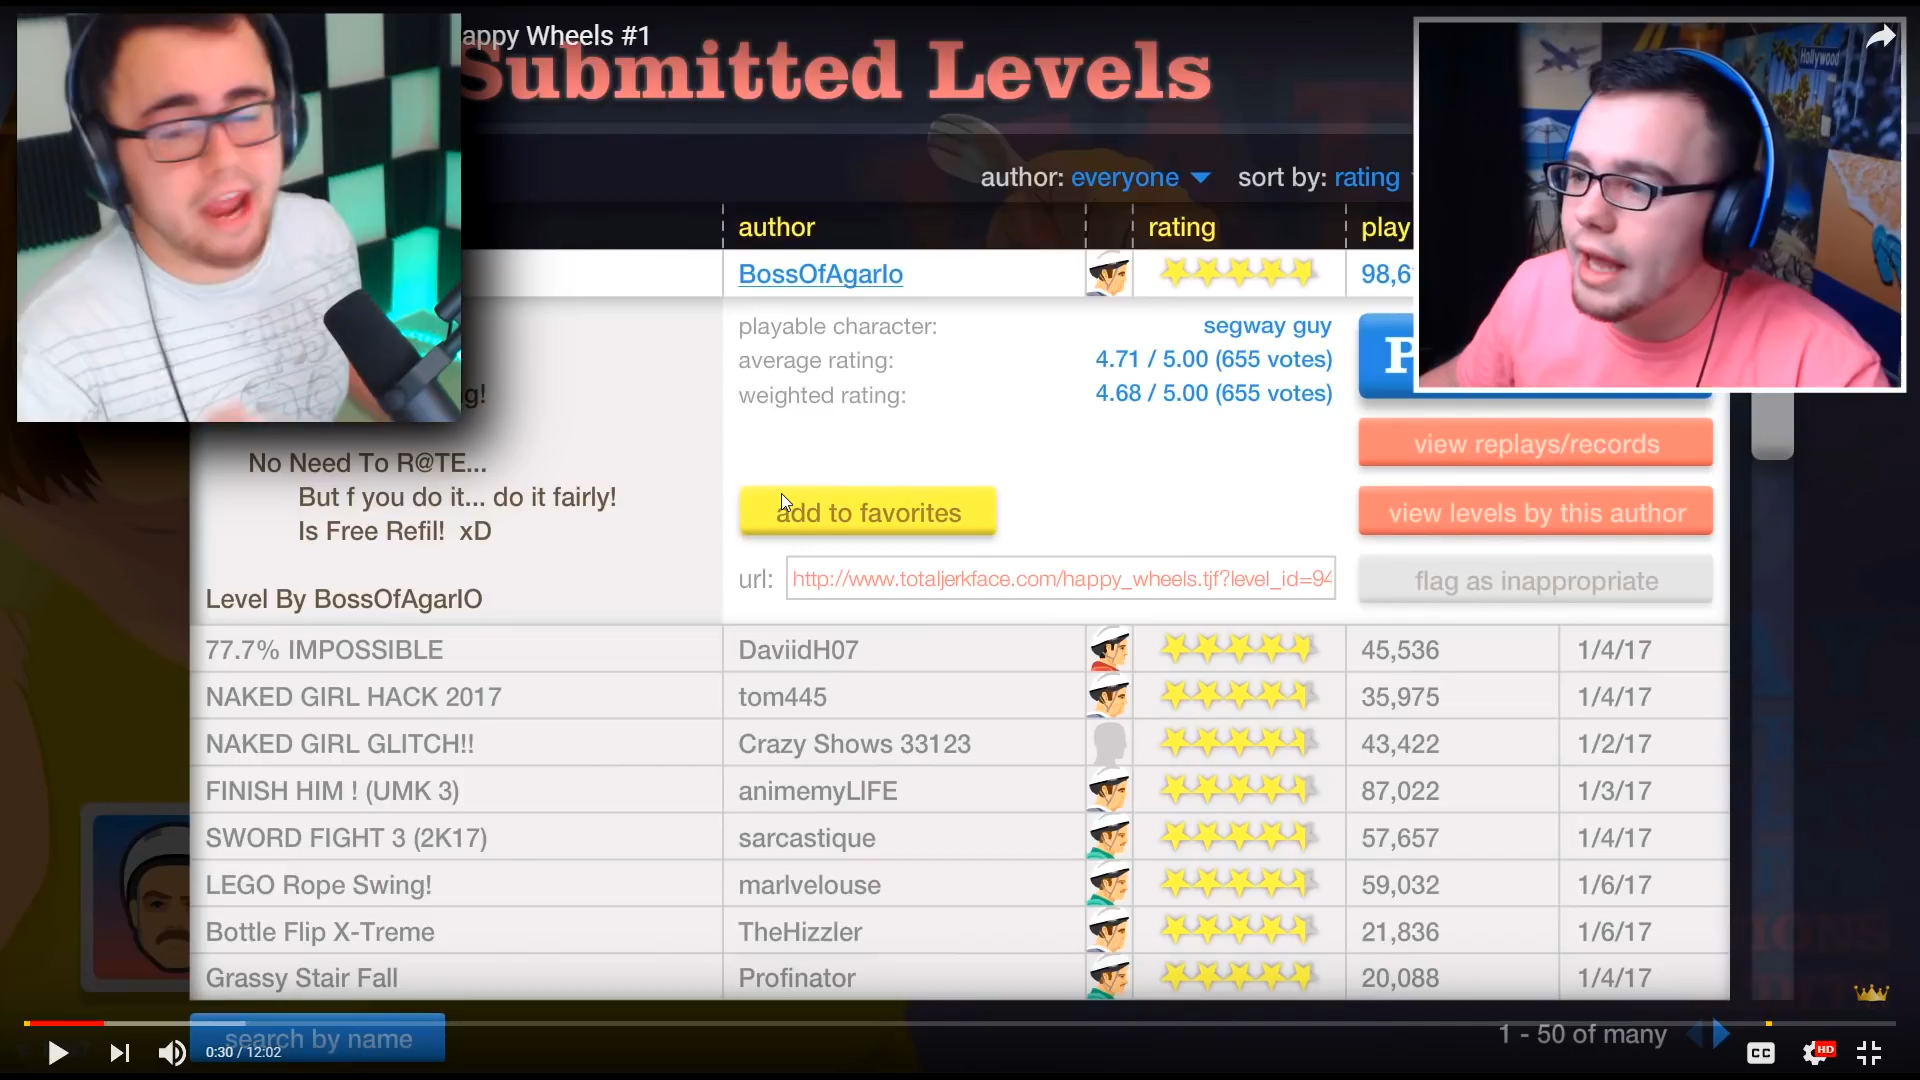 appy Wheels #1
Submitted Levels
Hollywood
author: everyone sort by: rating
author rating play
BossOfAgarIo 98,6
playable character: segway guy
average rating: 4.71 / 5.00 (655 votes)
weighted rating: 4.68 / 5.00 (655 votes)
P
g!
view replays/records
No Need To R@TE...
But f you do it... do it fairly!
Is Free Refil! xD
add to favorites
view levels by this author
url: http://www.totaljerkface.com/happy_wheels.tjf?level_id=94
flag as inappropriate
Level By BossOfAgarIO
77.7% IMPOSSIBLE DaviidH07 45,536 1/4/17
NAKED GIRL HACK 2017 tom445 35,975 1/4/17
NAKED GIRL GLITCH!! Crazy Shows 33123 43,422 1/2/17
FINISH HIM ! (UMK 3) animemyLIFE 87,022 1/3/17
SWORD FIGHT 3 (2K17) sarcastique 57,657 1/4/17
LEGO Rope Swing! marlvelouse 59,032 1/6/17
Bottle Flip X-Treme TheHizzler 21,836 1/6/17
Grassy Stair Fall Profinator 20,088 1/4/17
search by name
1 - 50 of many
0:30 / 12:02
CC
HD